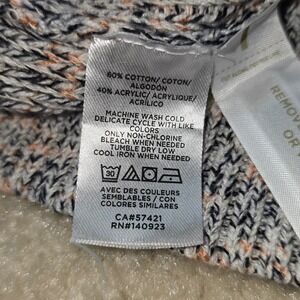 60% COTTON/ COTON/
ALGODÓN
40% ACRYLIC/ ACRYLIQUE/
ACRÍLICO
MACHINE WASH COLD
DELICATE CYCLE WITH LIKE
COLORS
ONLY NON-CHLORINE
BLEACH WHEN NEEDED
TUMBLE DRY LOW
COOL IRON WHEN NEEDED
30
AVEC DES COULEURS
SEMBLABLES / CON
COLORES SIMILARES
CA#57421
RN#140923
REMO
O